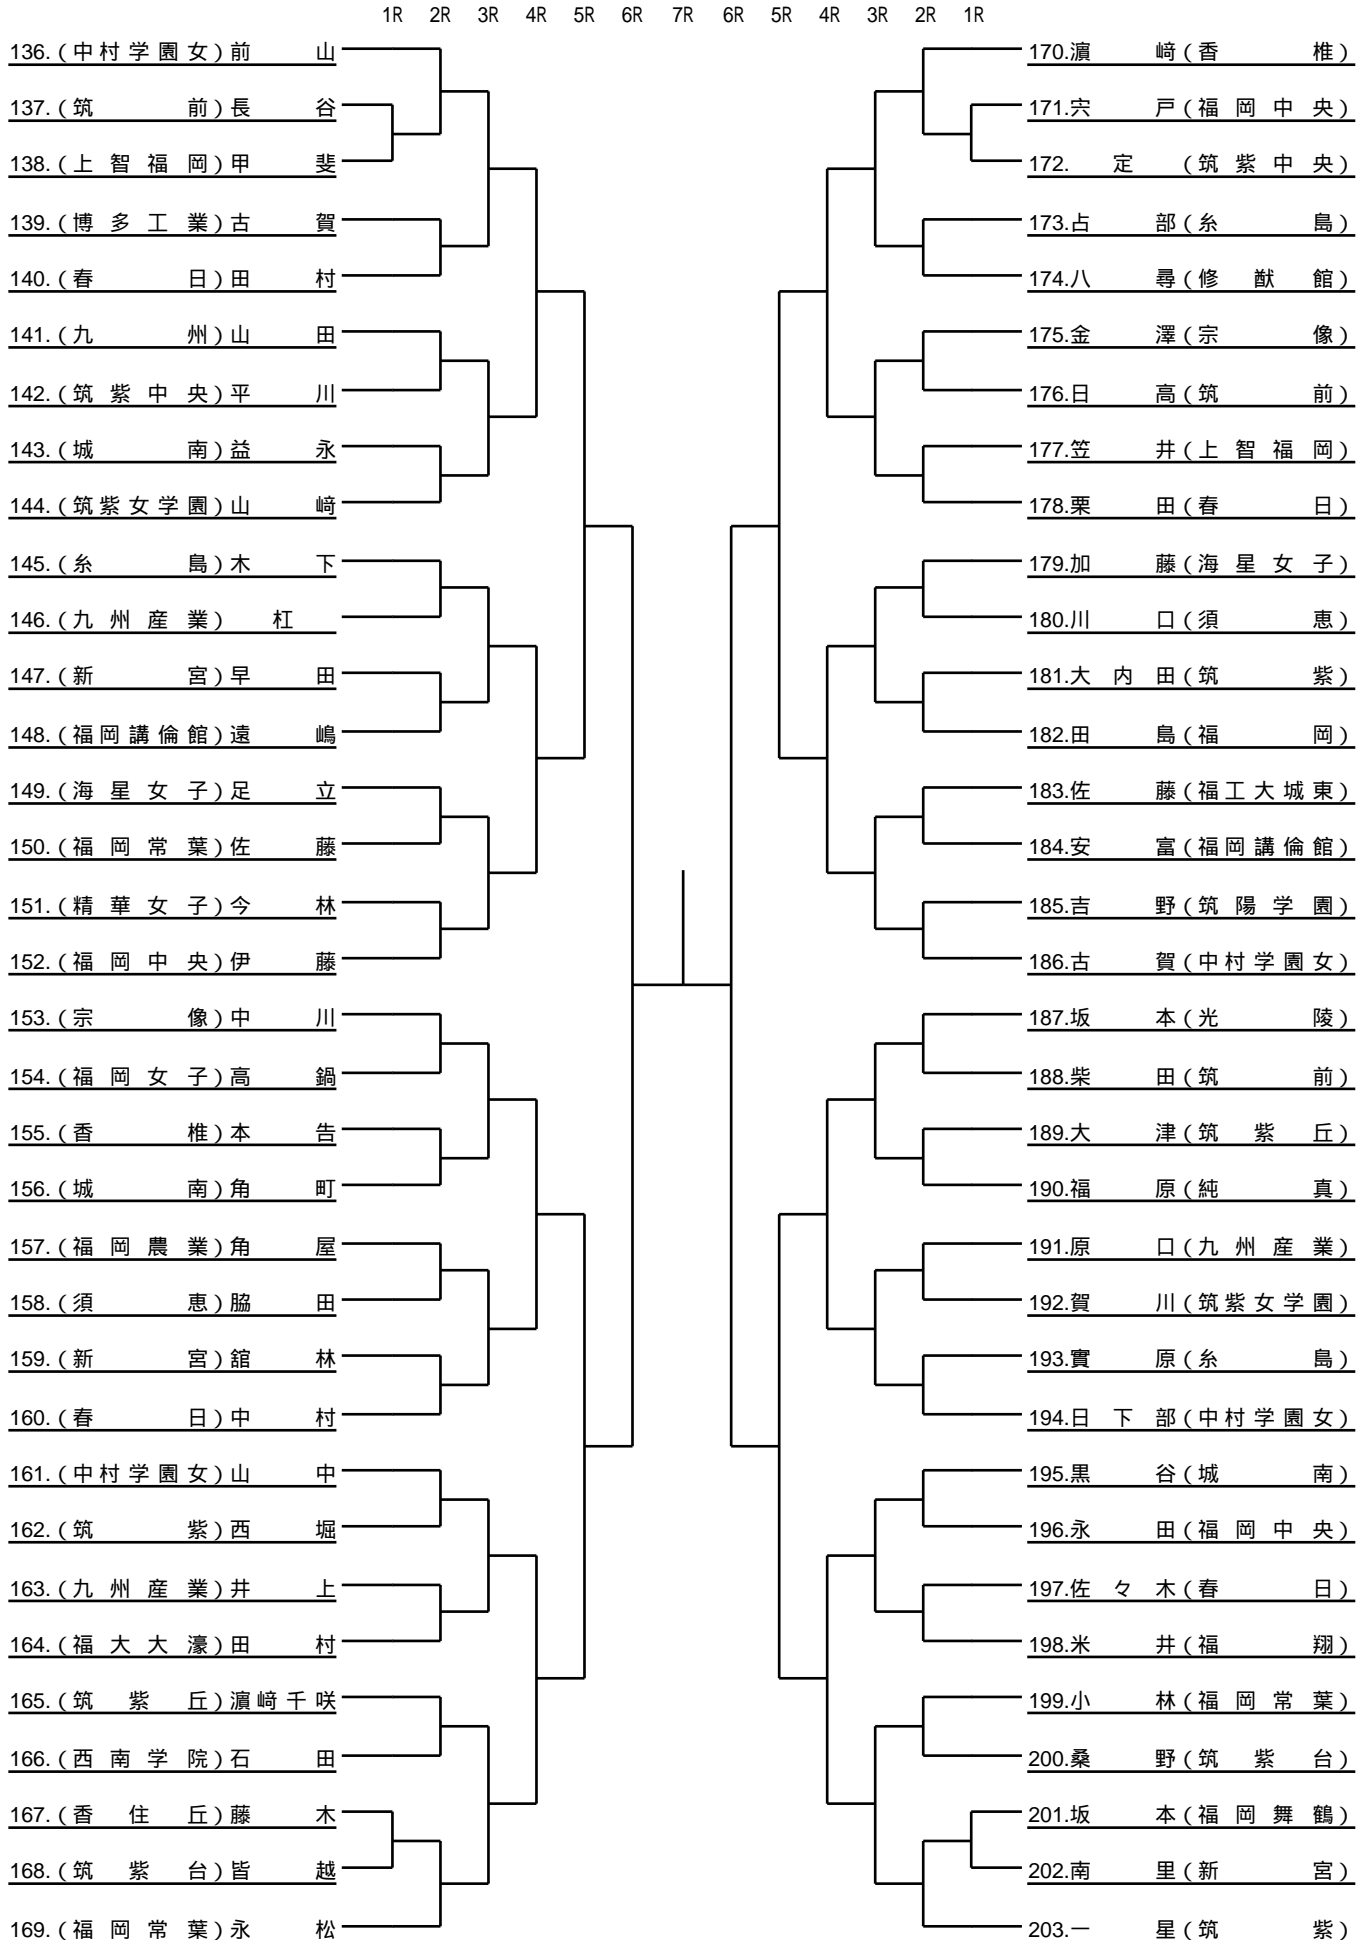 1R 2R 3R 4R 5R 6R 7R 6R 5R 4R 3R 2R 1R
136.(中村学園女)前山
137.(筑前)長谷
138.(上智福岡)甲斐
139.(博多工業)古賀
140.(春日)田村
141.(九州)山田
142.(筑紫中央)平川
143.(城南)益永
144.(筑紫女学園)山﨑
145.(糸島)木下
146.(九州産業)杠
147.(新宮)早田
148.(福岡講倫館)遠嶋
149.(海星女子)足立
150.(福岡常葉)佐藤
151.(精華女子)今林
152.(福岡中央)伊藤
153.(宗像)中川
154.(福岡女子)高鍋
155.(香椎)本告
156.(城南)角町
157.(福岡農業)角屋
158.(須恵)脇田
159.(新宮)舘林
160.(春日)中村
161.(中村学園女)山中
162.(筑紫)西堀
163.(九州産業)井上
164.(福大大濠)田村
165.(筑紫丘)濵﨑千咲
166.(西南学院)石田
167.(香住丘)藤木
168.(筑紫台)皆越
169.(福岡常葉)永松
170.濵﨑(香椎)
171.宍戸(福岡中央)
172.定(筑紫中央)
173.占部(糸島)
174.八尋(修猷館)
175.金澤(宗像)
176.日高(筑前)
177.笠井(上智福岡)
178.栗田(春日)
179.加藤(海星女子)
180.川口(須恵)
181.大内田(筑紫)
182.田島(福岡)
183.佐藤(福工大城東)
184.安富(福岡講倫館)
185.吉野(筑陽学園)
186.古賀(中村学園女)
187.坂本(光陵)
188.柴田(筑前)
189.大津(筑紫丘)
190.福原(純真)
191.原口(九州産業)
192.賀川(筑紫女学園)
193.實原(糸島)
194.日下部(中村学園女)
195.黒谷(城南)
196.永田(福岡中央)
197.佐々木(春日)
198.米井(福翔)
199.小林(福岡常葉)
200.桑野(筑紫台)
201.坂本(福岡舞鶴)
202.南里(新宮)
203.一星(筑紫)